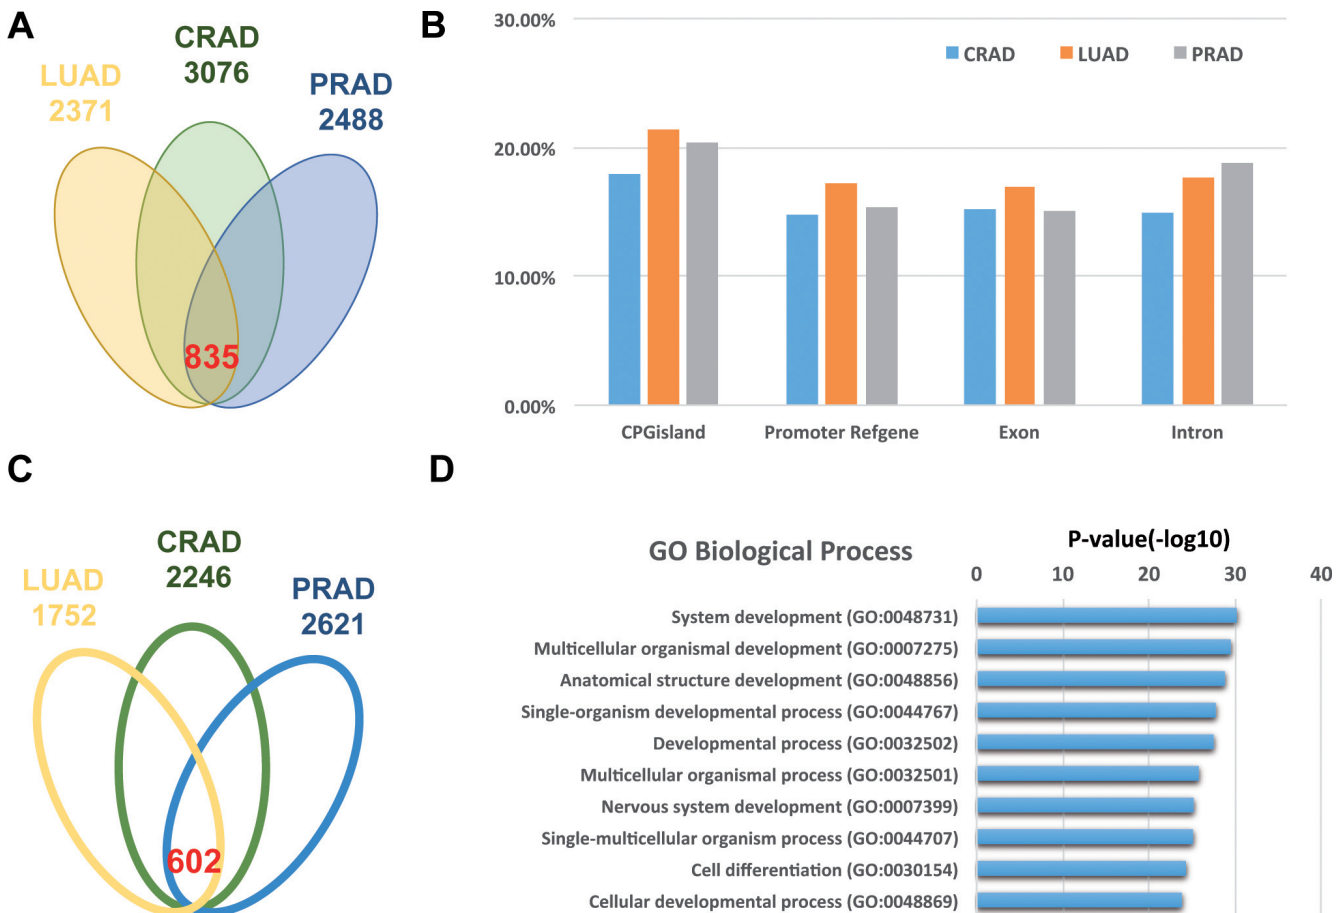 A
CRAD
3076
LUAD
2371
PRAD
2488
835
B
30.00%
20.00%
10.00%
0.00%
CRAD LUAD PRAD
CPGisland Promoter Refgene Exon Intron
C
CRAD
2246
LUAD
1752
PRAD
2621
602
D
GO Biological Process
P-value(-log10)
0 10 20 30 40
System development (GO:0048731)
Multicellular organismal development (GO:0007275)
Anatomical structure development (GO:0048856)
Single-organism developmental process (GO:0044767)
Developmental process (GO:0032502)
Multicellular organismal process (GO:0032501)
Nervous system development (GO:0007399)
Single-multicellular organism process (GO:0044707)
Cell differentiation (GO:0030154)
Cellular developmental process (GO:0048869)